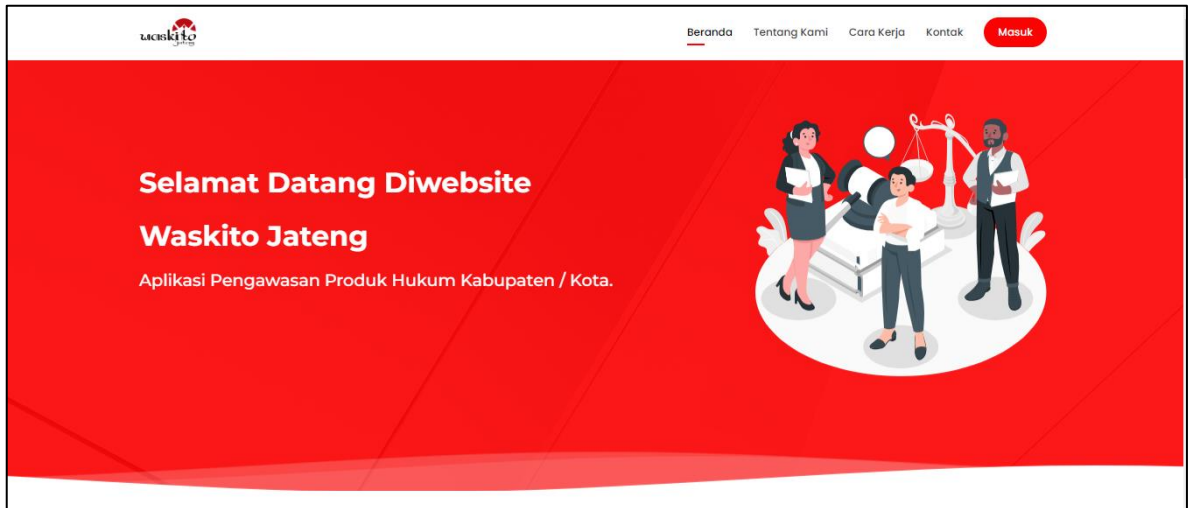 waskito
Jateng
Beranda Tentang Kami Cara Kerja Kontak Masuk
Selamat Datang Diwebsite
Waskito Jateng
Aplikasi Pengawasan Produk Hukum Kabupaten / Kota.